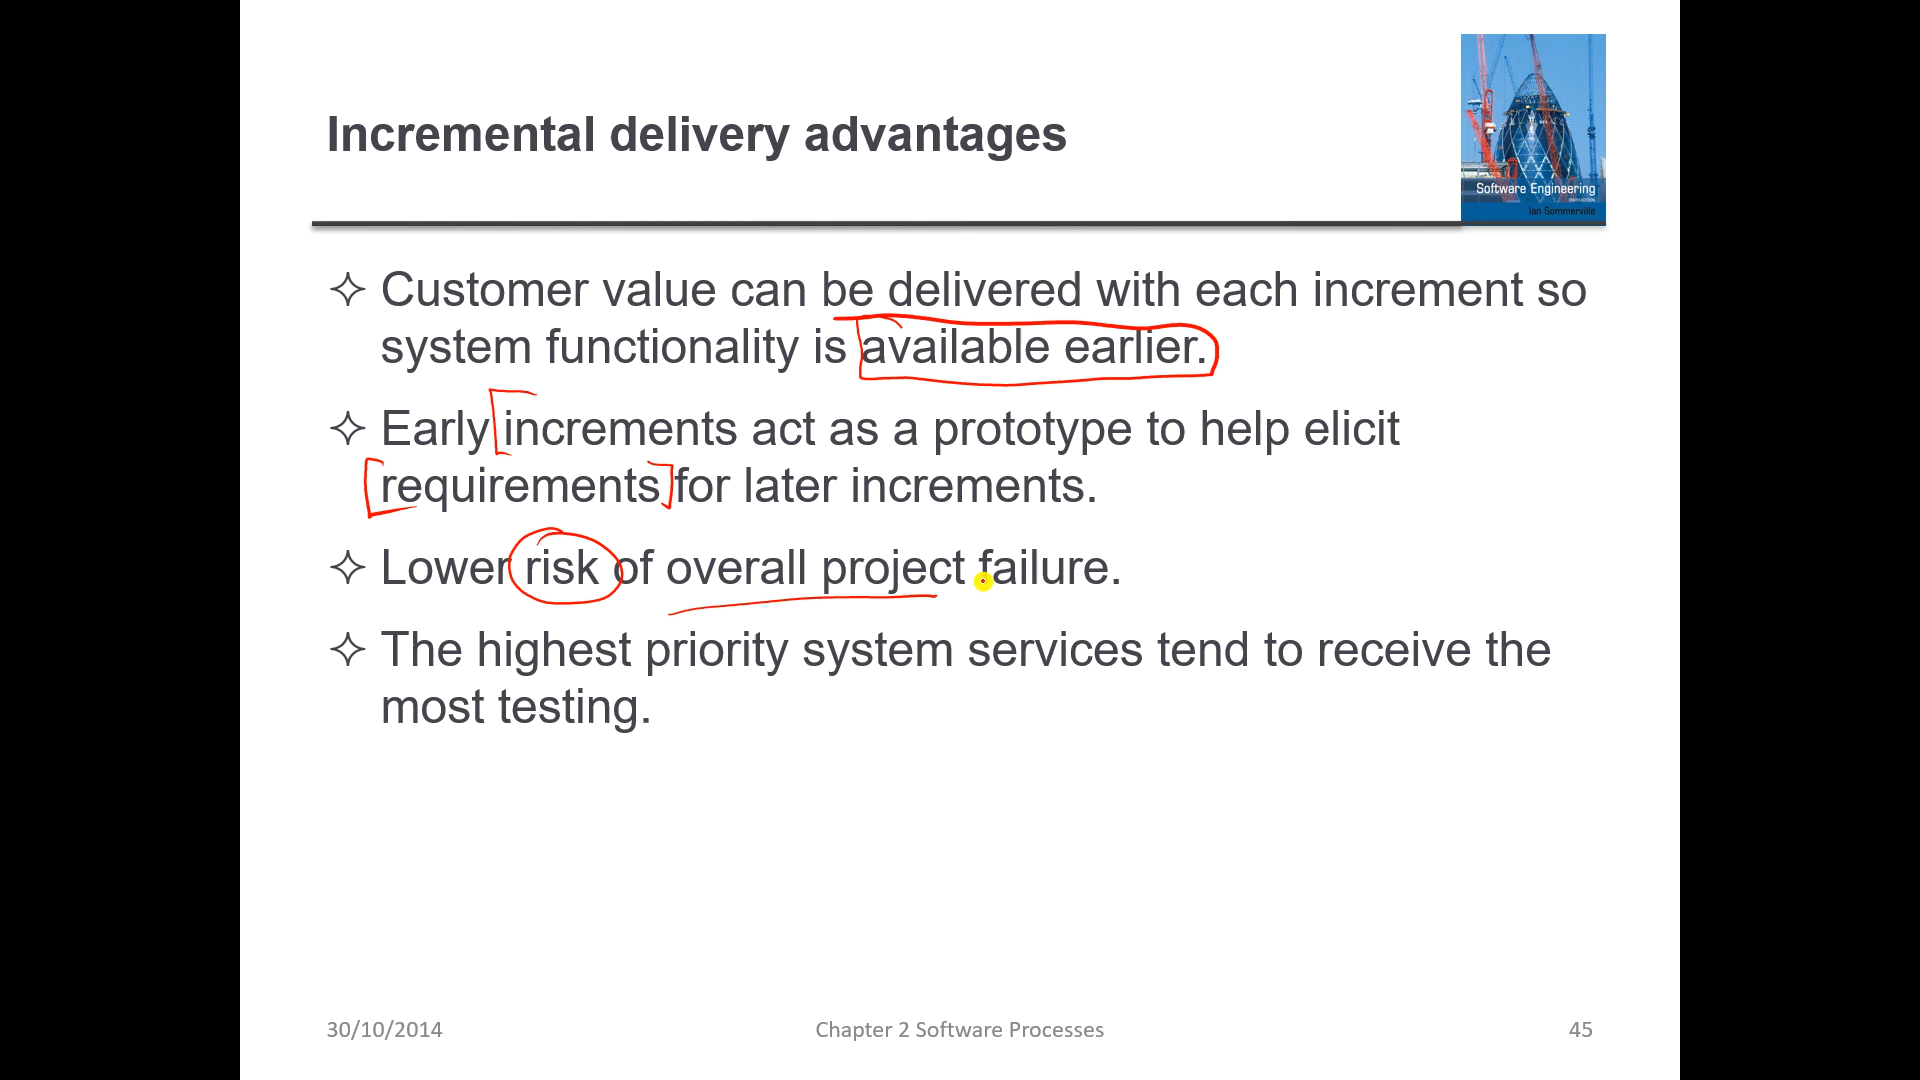 Incremental delivery advantages
Software Engineering
Ian Sommerville
Customer value can be delivered with each increment so
system functionality is available earlier.
Early increments act as a prototype to help elicit
requirements for later increments.
Lower risk of overall project failure.
The highest priority system services tend to receive the
most testing.
30/10/2014
Chapter 2 Software Processes
45